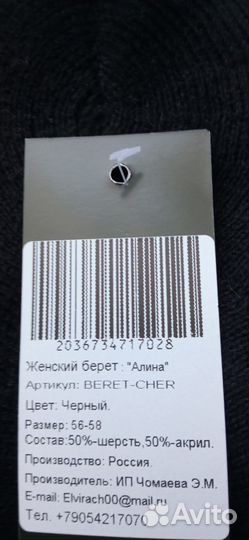 2036734717028
Женский берет : "Алина"
Артикул: BERET-CHER
Цвет: Черный.
Размер: 56-58
Состав:50%-шерсть,50%-акрил.
Производство: Россия.
Производитель: ИП Чомаева Э.М.
E-mail: Elvirach00@mail.ru
Тел. +79054217070
Avito